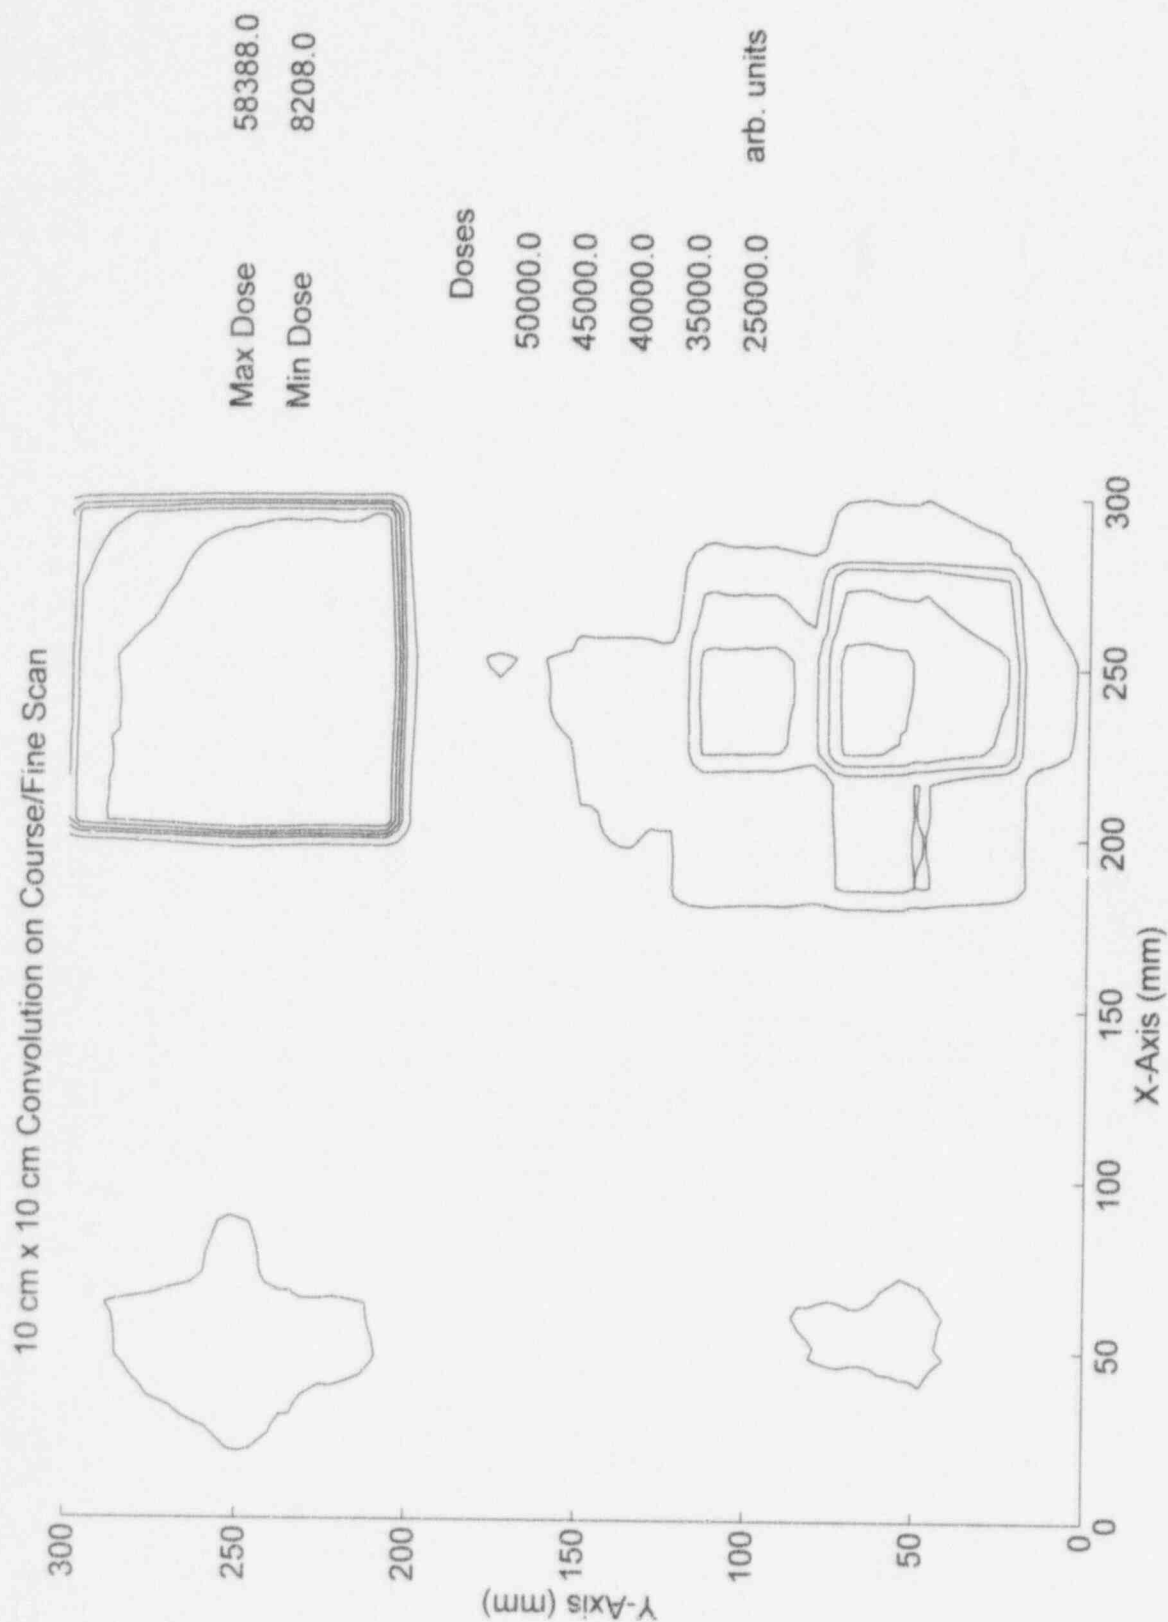 10 cm x 10 cm Convolution on Course/Fine Scan
Max Dose 58388.0
Min Dose 8208.0
Doses
50000.0
45000.0
40000.0
35000.0
25000.0 arb. units
300
250
200
150
100
50
0
Y-Axis (mm)
0 50 100 150 200 250 300
X-Axis (mm)